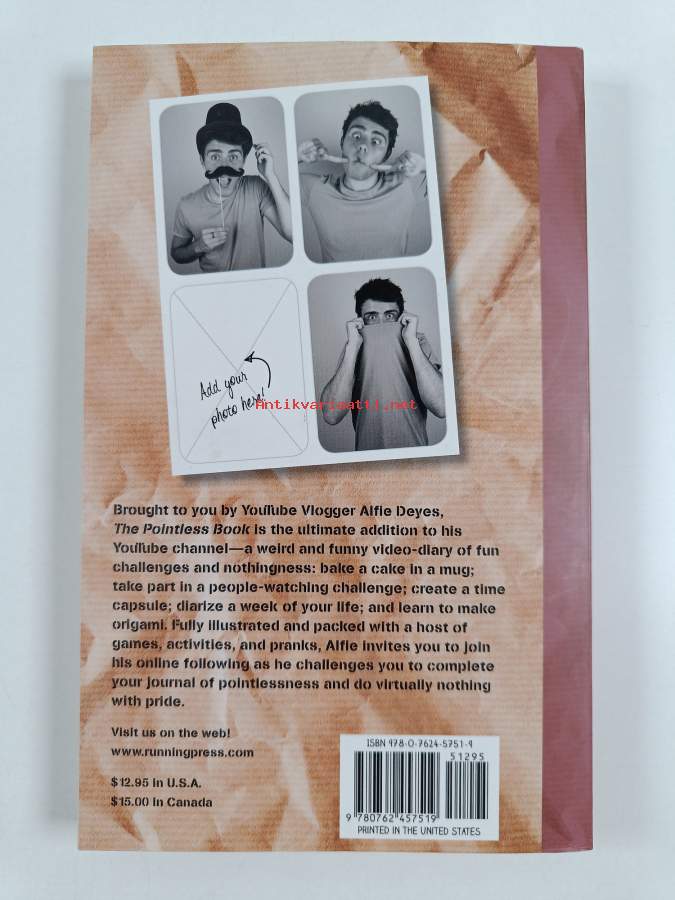 Add your
photo here!
Antikvariaatti.net
Brought to you by YouTube Vlogger Alfie Deyes,
The Pointless Book is the ultimate addition to his
YouTube channel—a weird and funny video-diary of fun
challenges and nothingness: bake a cake in a mug;
take part in a people-watching challenge; create a time
capsule; diarize a week of your life; and learn to make
origami. Fully illustrated and packed with a host of
games, activities, and pranks, Alfie invites you to join
his online following as he challenges you to complete
your journal of pointlessness and do virtually nothing
with pride.
Visit us on the web!
www.runningpress.com
$12.95 in U.S.A.
$15.00 in Canada
ISBN 978-0-7624-5751-9
51295
9 780762 457519
PRINTED IN THE UNITED STATES